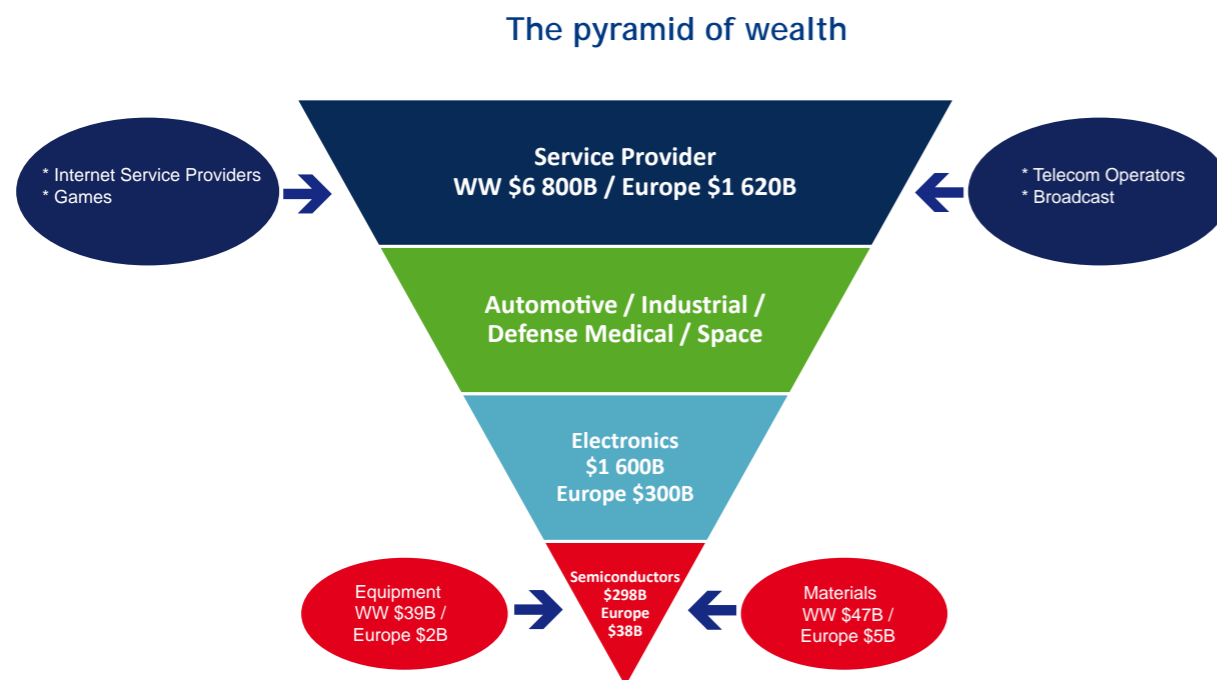 The pyramid of wealth
* Internet Service Providers
* Games
Service Provider
WW $6 800B / Europe $1 620B
* Telecom Operators
* Broadcast
Automotive / Industrial /
Defense Medical / Space
Electronics
$1 600B
Europe $300B
Equipment
WW $39B /
Europe $2B
Semiconductors
$298B
Europe
$38B
Materials
WW $47B /
Europe $5B